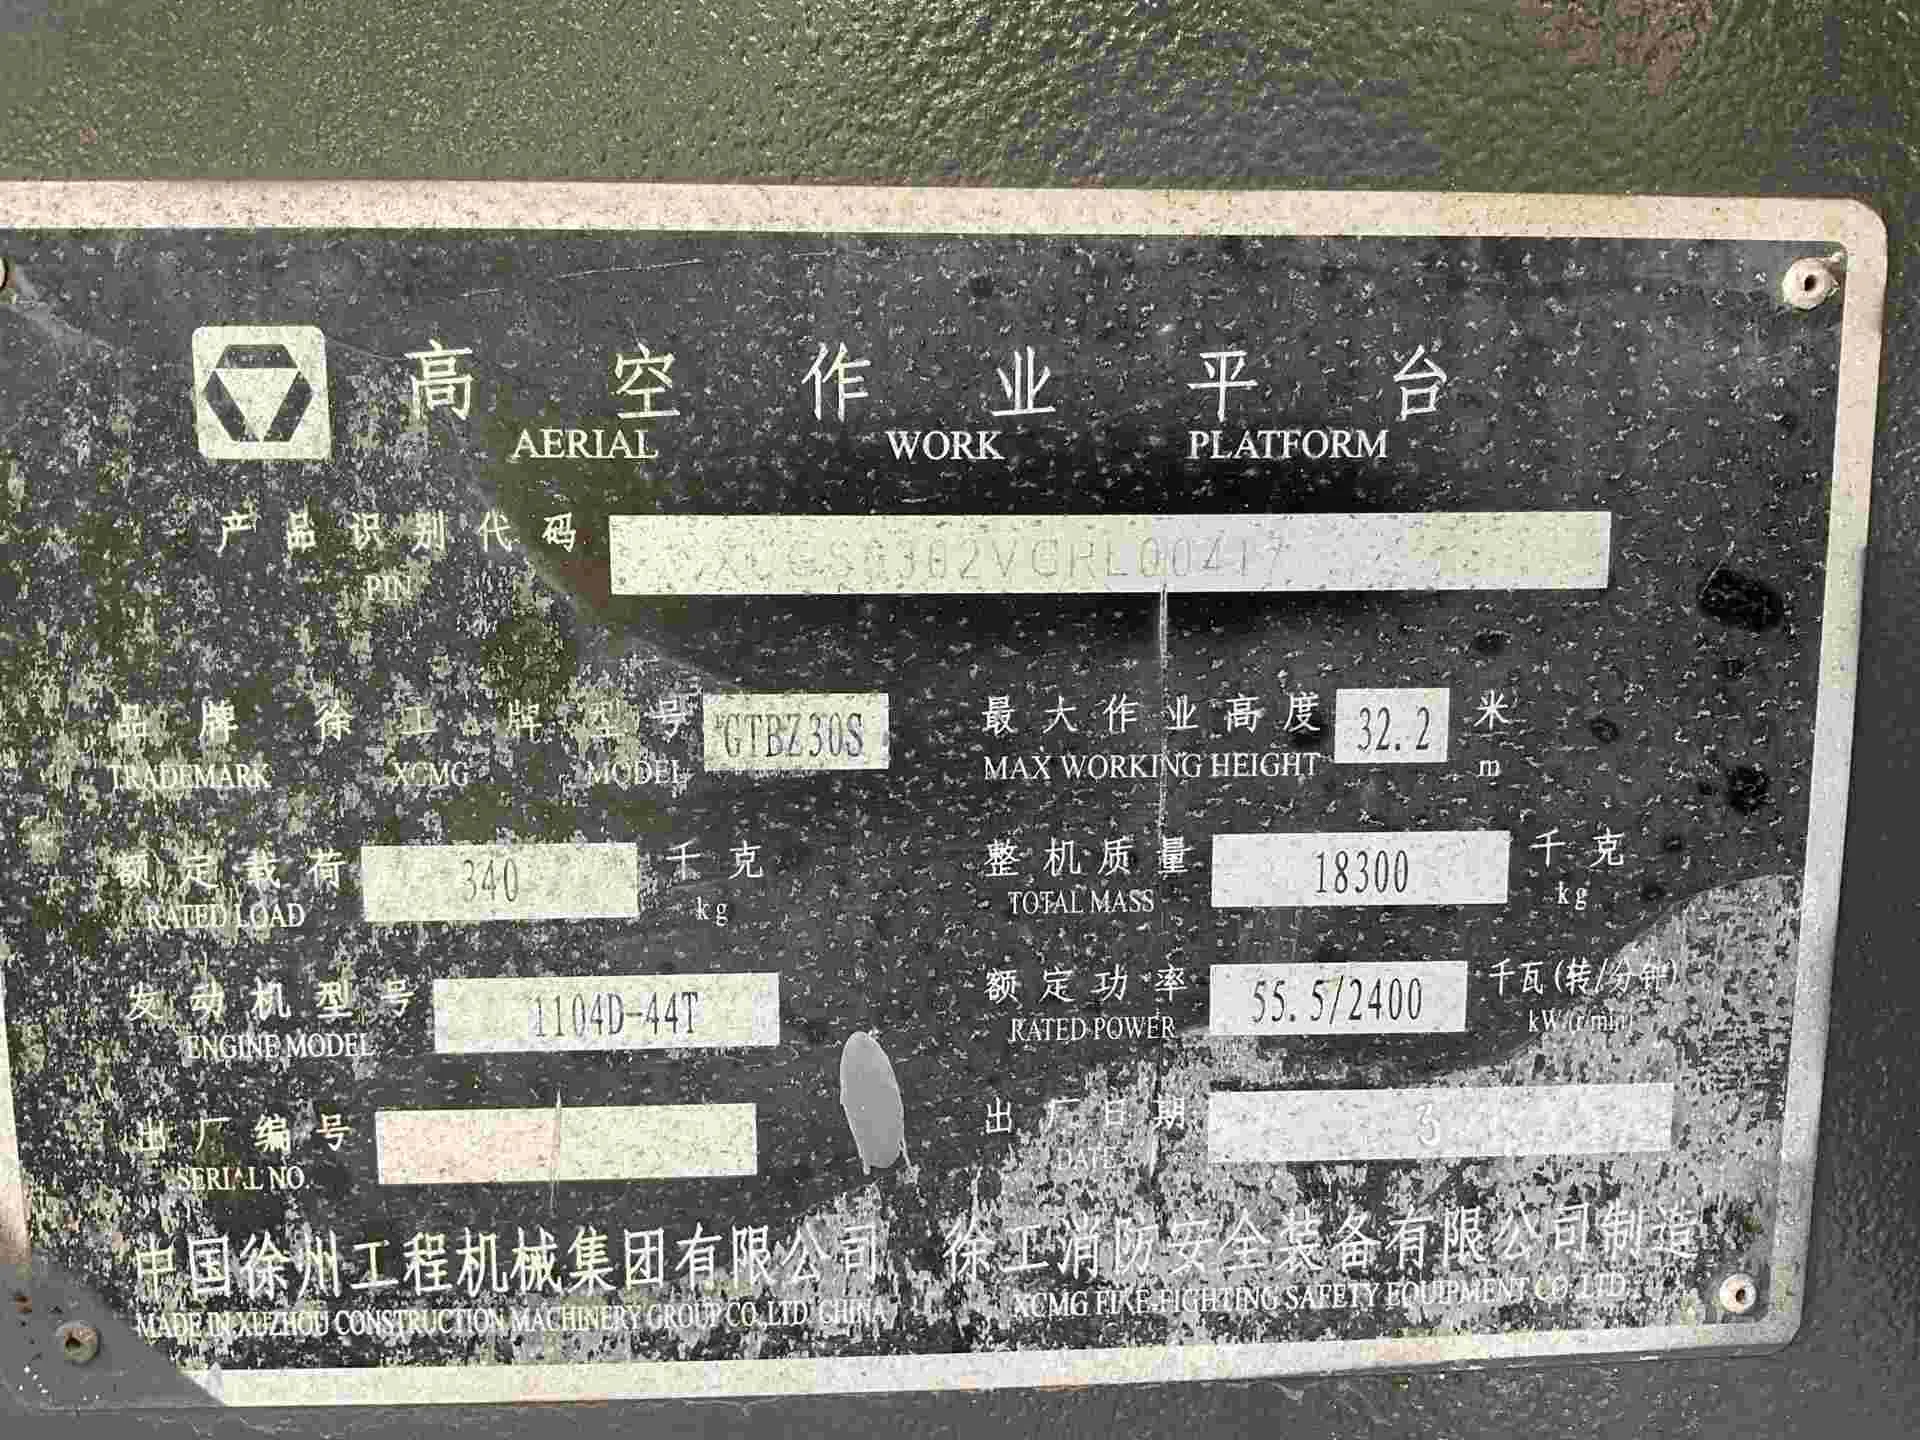 高空作业平台
AERIAL WORK PLATFORM
产品识别代码
PIN
品牌 徐工牌 型号 GTBZ30S 最大作业高度 32.2 米
TRADEMARK XCMG MODEL MAX WORKING HEIGHT m
额定载荷 340 千克 整机质量 18300 千克
RATED LOAD kg TOTAL MASS kg
发动机型号 1104D-44T 额定功率 55.5/2400 千瓦(转/分钟)
ENGINE MODEL RATED POWER kW(r/min)
出厂编号 出厂日期 3
SERIAL NO. DATE
中国徐州工程机械集团有限公司 徐工消防安全装备有限公司制造
MADE IN XUZHOU CONSTRUCTION MACHINERY GROUP CO.,LTD CHINA XCMG FIRE-FIGHTING SAFETY EQUIPMENT CO.,LTD.